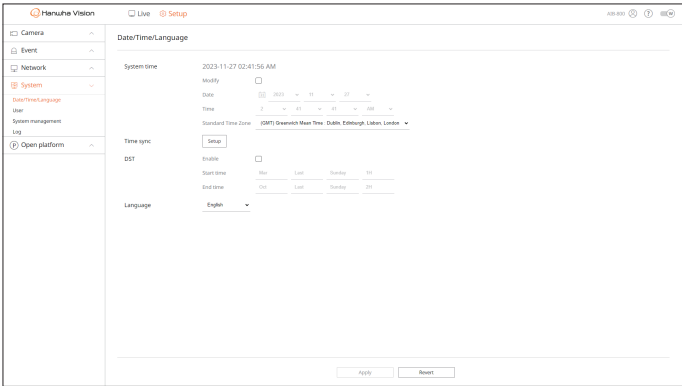 Hanwha Vision
Live
Setup
AIB-800
Camera
Event
Network
System
Date/Time/Language
User
System management
Log
Open platform
Date/Time/Language
System time 2023-11-27 02:41:56 AM
Modify
Date 2023 11 27
Time 2 41 41 AM
Standard Time Zone (GMT) Greenwich Mean Time : Dublin, Edinburgh, Lisbon, London
Time sync Setup
DST Enable
Start time Mar Last Sunday 1H
End time Oct Last Sunday 2H
Language English
Apply Revert